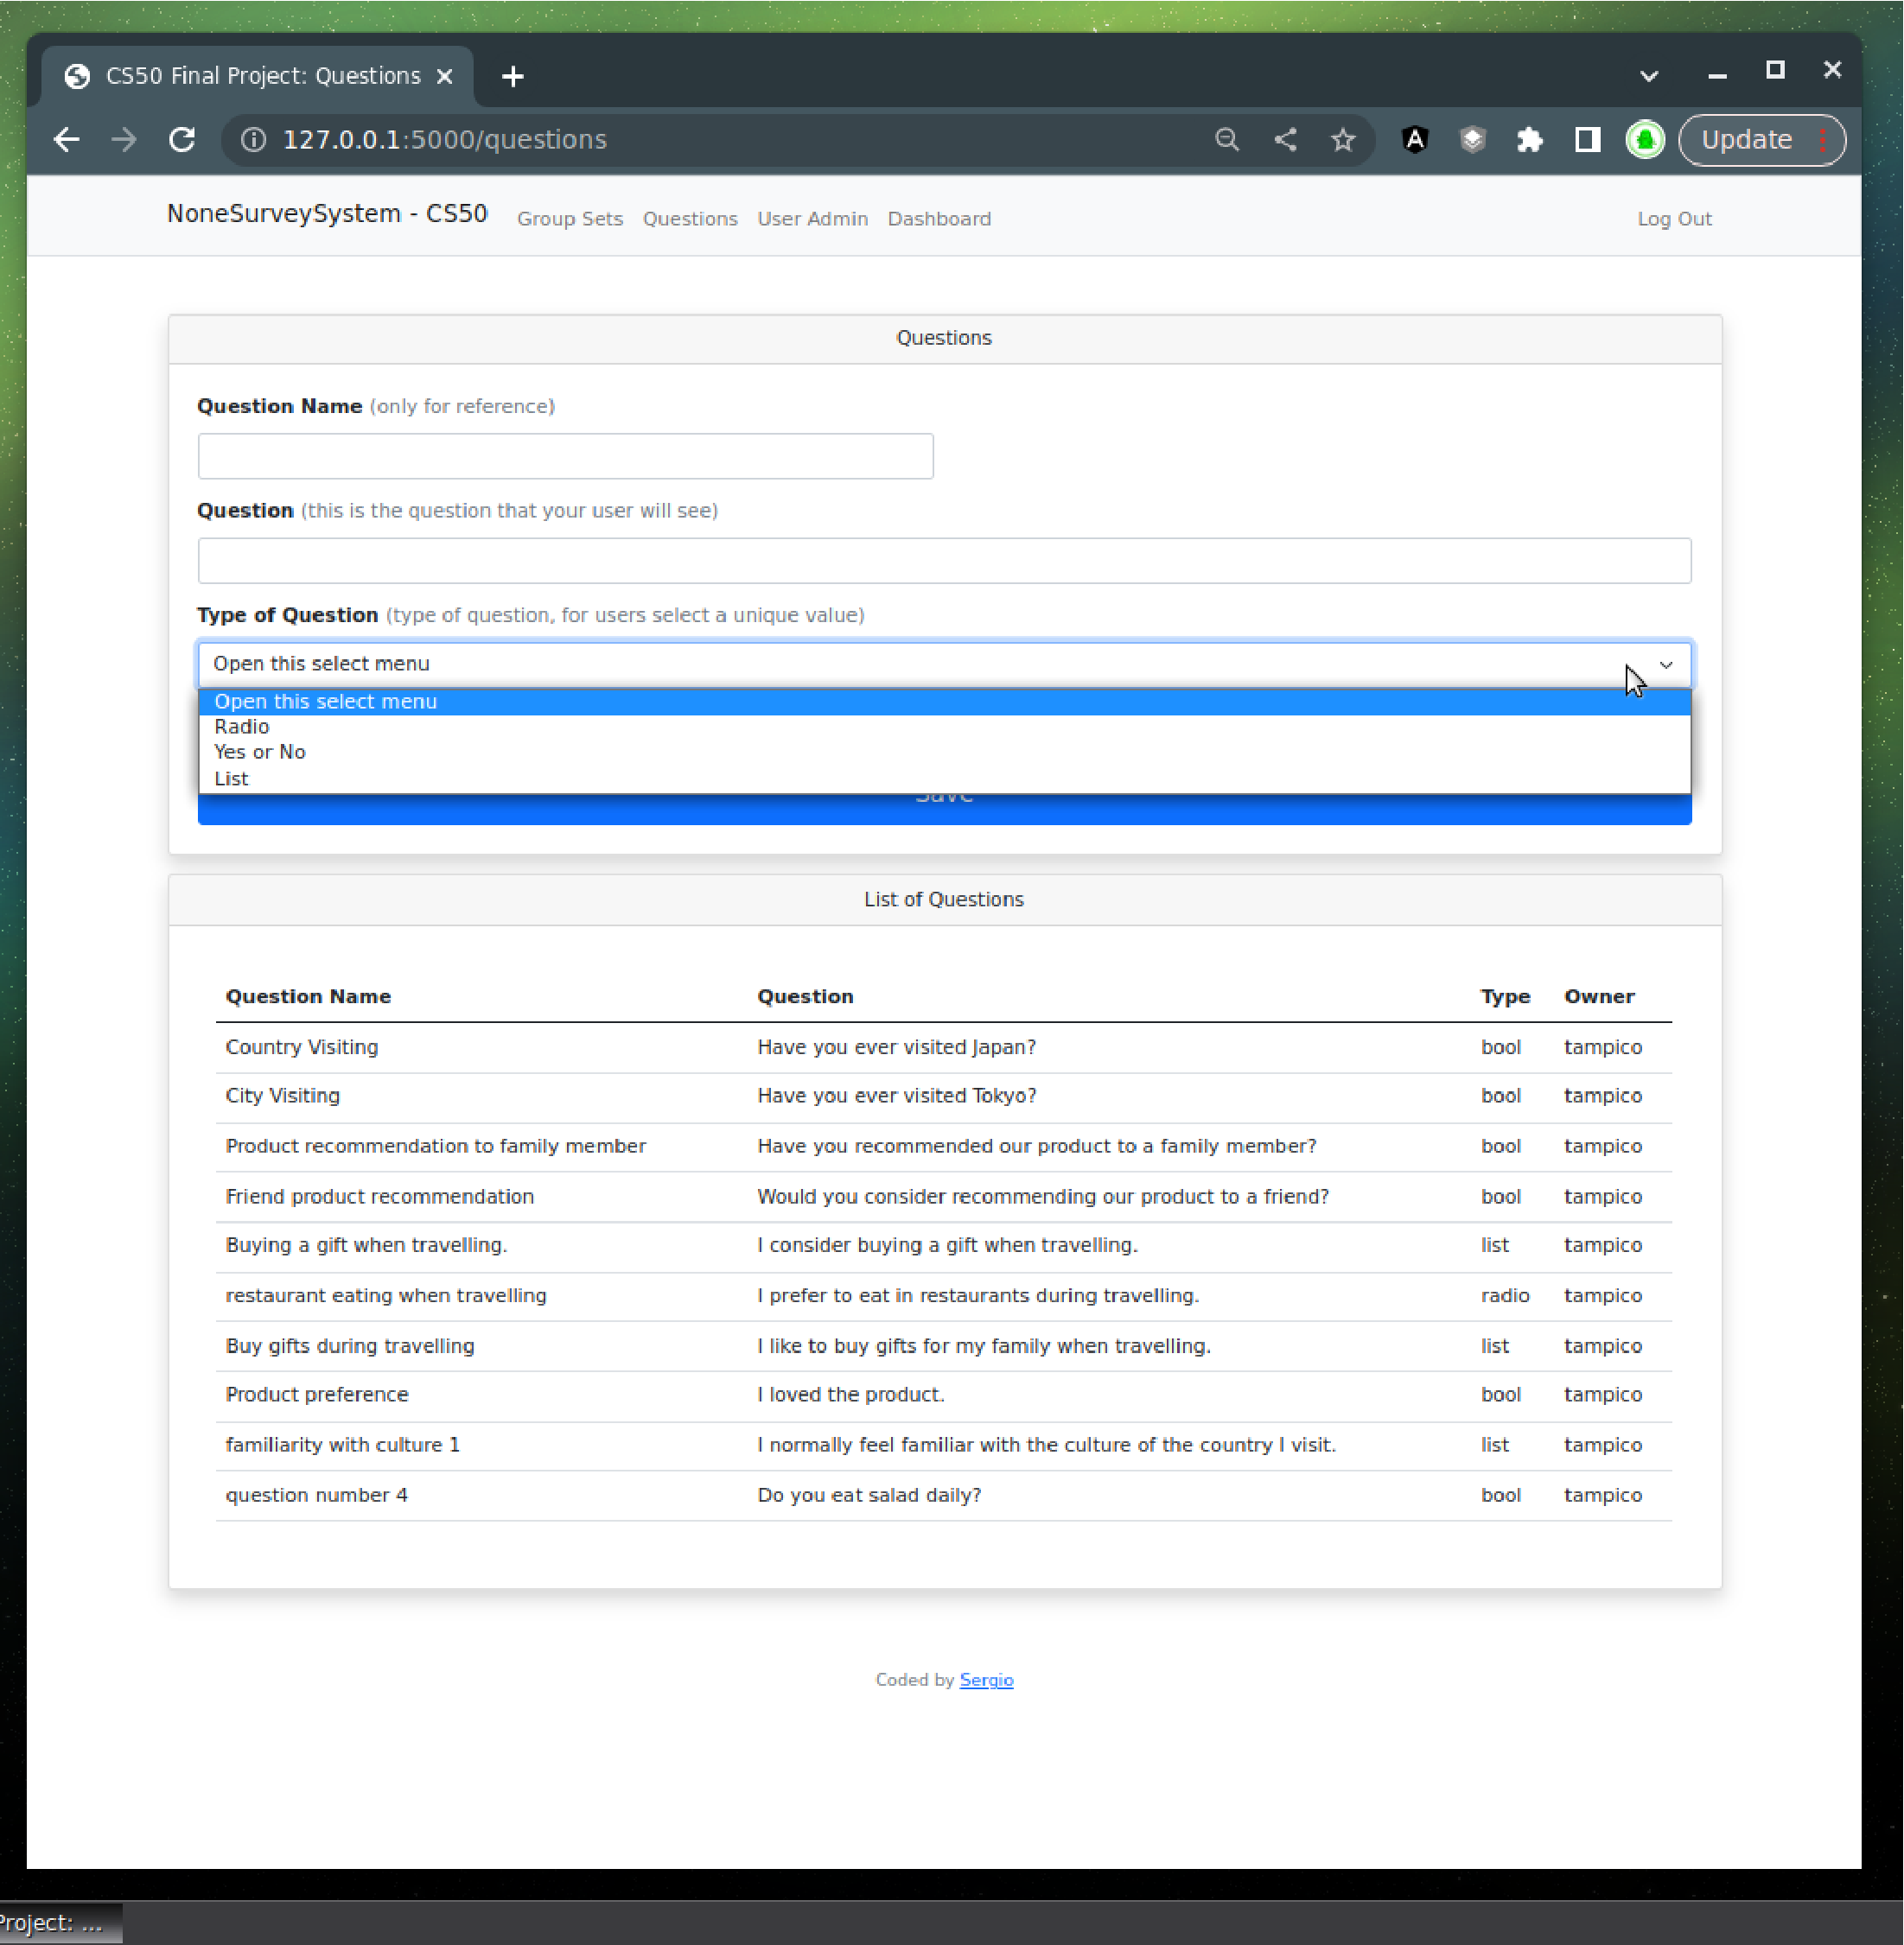 CS50 Final Project: Questions
127.0.0.1:5000/questions
Update
NoneSurveySystem - CS50 Group Sets Questions User Admin Dashboard Log Out
Questions
Question Name (only for reference)
Question (this is the question that your user will see)
Type of Question (type of question, for users select a unique value)
Open this select menu
Open this select menu
Radio
Yes or No
List
Save
List of Questions
Question Name Question Type Owner
Country Visiting Have you ever visited Japan? bool tampico
City Visiting Have you ever visited Tokyo? bool tampico
Product recommendation to family member Have you recommended our product to a family member? bool tampico
Friend product recommendation Would you consider recommending our product to a friend? bool tampico
Buying a gift when travelling. I consider buying a gift when travelling. list tampico
restaurant eating when travelling I prefer to eat in restaurants during travelling. radio tampico
Buy gifts during travelling I like to buy gifts for my family when travelling. list tampico
Product preference I loved the product. bool tampico
familiarity with culture 1 I normally feel familiar with the culture of the country I visit. list tampico
question number 4 Do you eat salad daily? bool tampico
Coded by Sergio
Project: ...